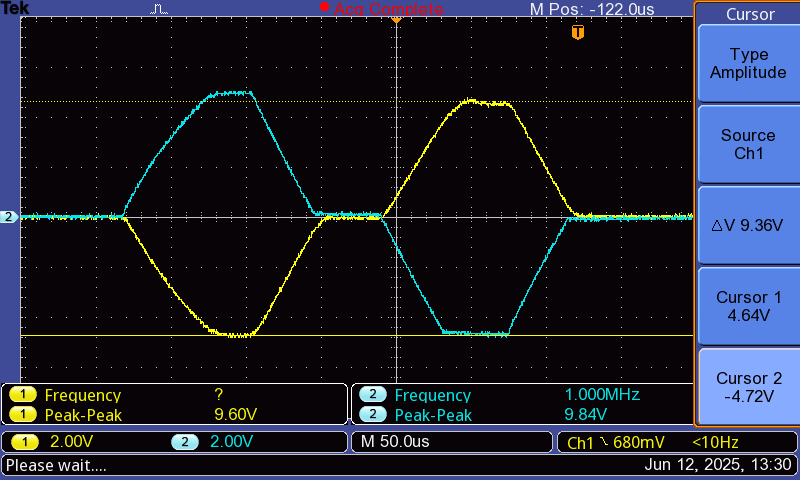 Tek Acq Complete M Pos: -122.0us Cursor
T
Type
Amplitude
Source
Ch1
2
△V 9.36V
Cursor 1
4.64V
Cursor 2
-4.72V
1 Frequency ? 2 Frequency 1.000MHz
1 Peak-Peak 9.60V 2 Peak-Peak 9.84V
1 2.00V 2 2.00V M 50.0us Ch1 680mV <10Hz
Please wait.... Jun 12, 2025, 13:30